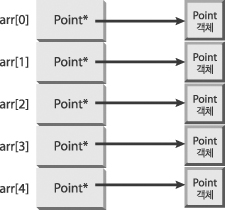 arr[0] Point* Point
객체
arr[1] Point* Point
객체
arr[2] Point* Point
객체
arr[3] Point* Point
객체
arr[4] Point* Point
객체